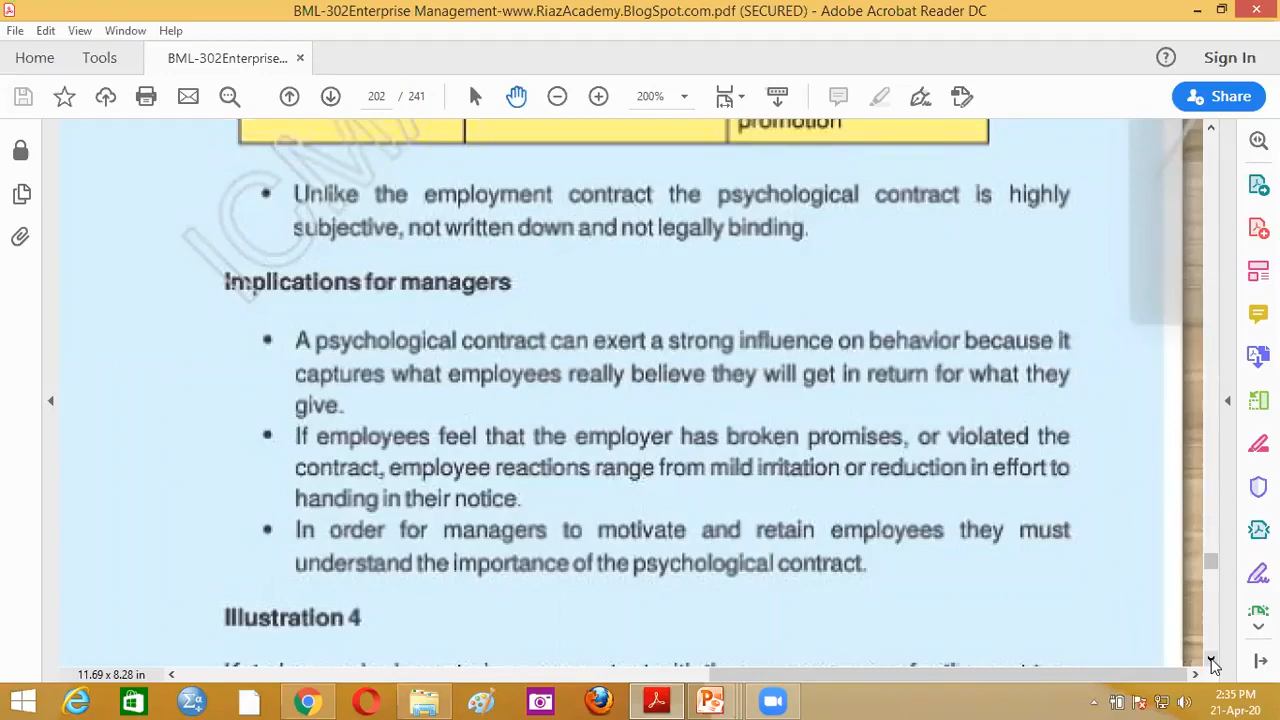 BML-302Enterprise Management-www.RiazAcademy.BlogSpot.com.pdf (SECURED) - Adobe Acrobat Reader DC
File Edit View Window Help
Home Tools BML-302Enterprise... × Sign In
202 / 241 200% Share
promotion
• Unlike the employment contract the psychological contract is highly
subjective, not written down and not legally binding.
Implications for managers
• A psychological contract can exert a strong influence on behavior because it
captures what employees really believe they will get in return for what they
give.
• If employees feel that the employer has broken promises, or violated the
contract, employee reactions range from mild irritation or reduction in effort to
handing in their notice.
• In order for managers to motivate and retain employees they must
understand the importance of the psychological contract.
Illustration 4
11.69 x 8.28 in
2:35 PM
21-Apr-20